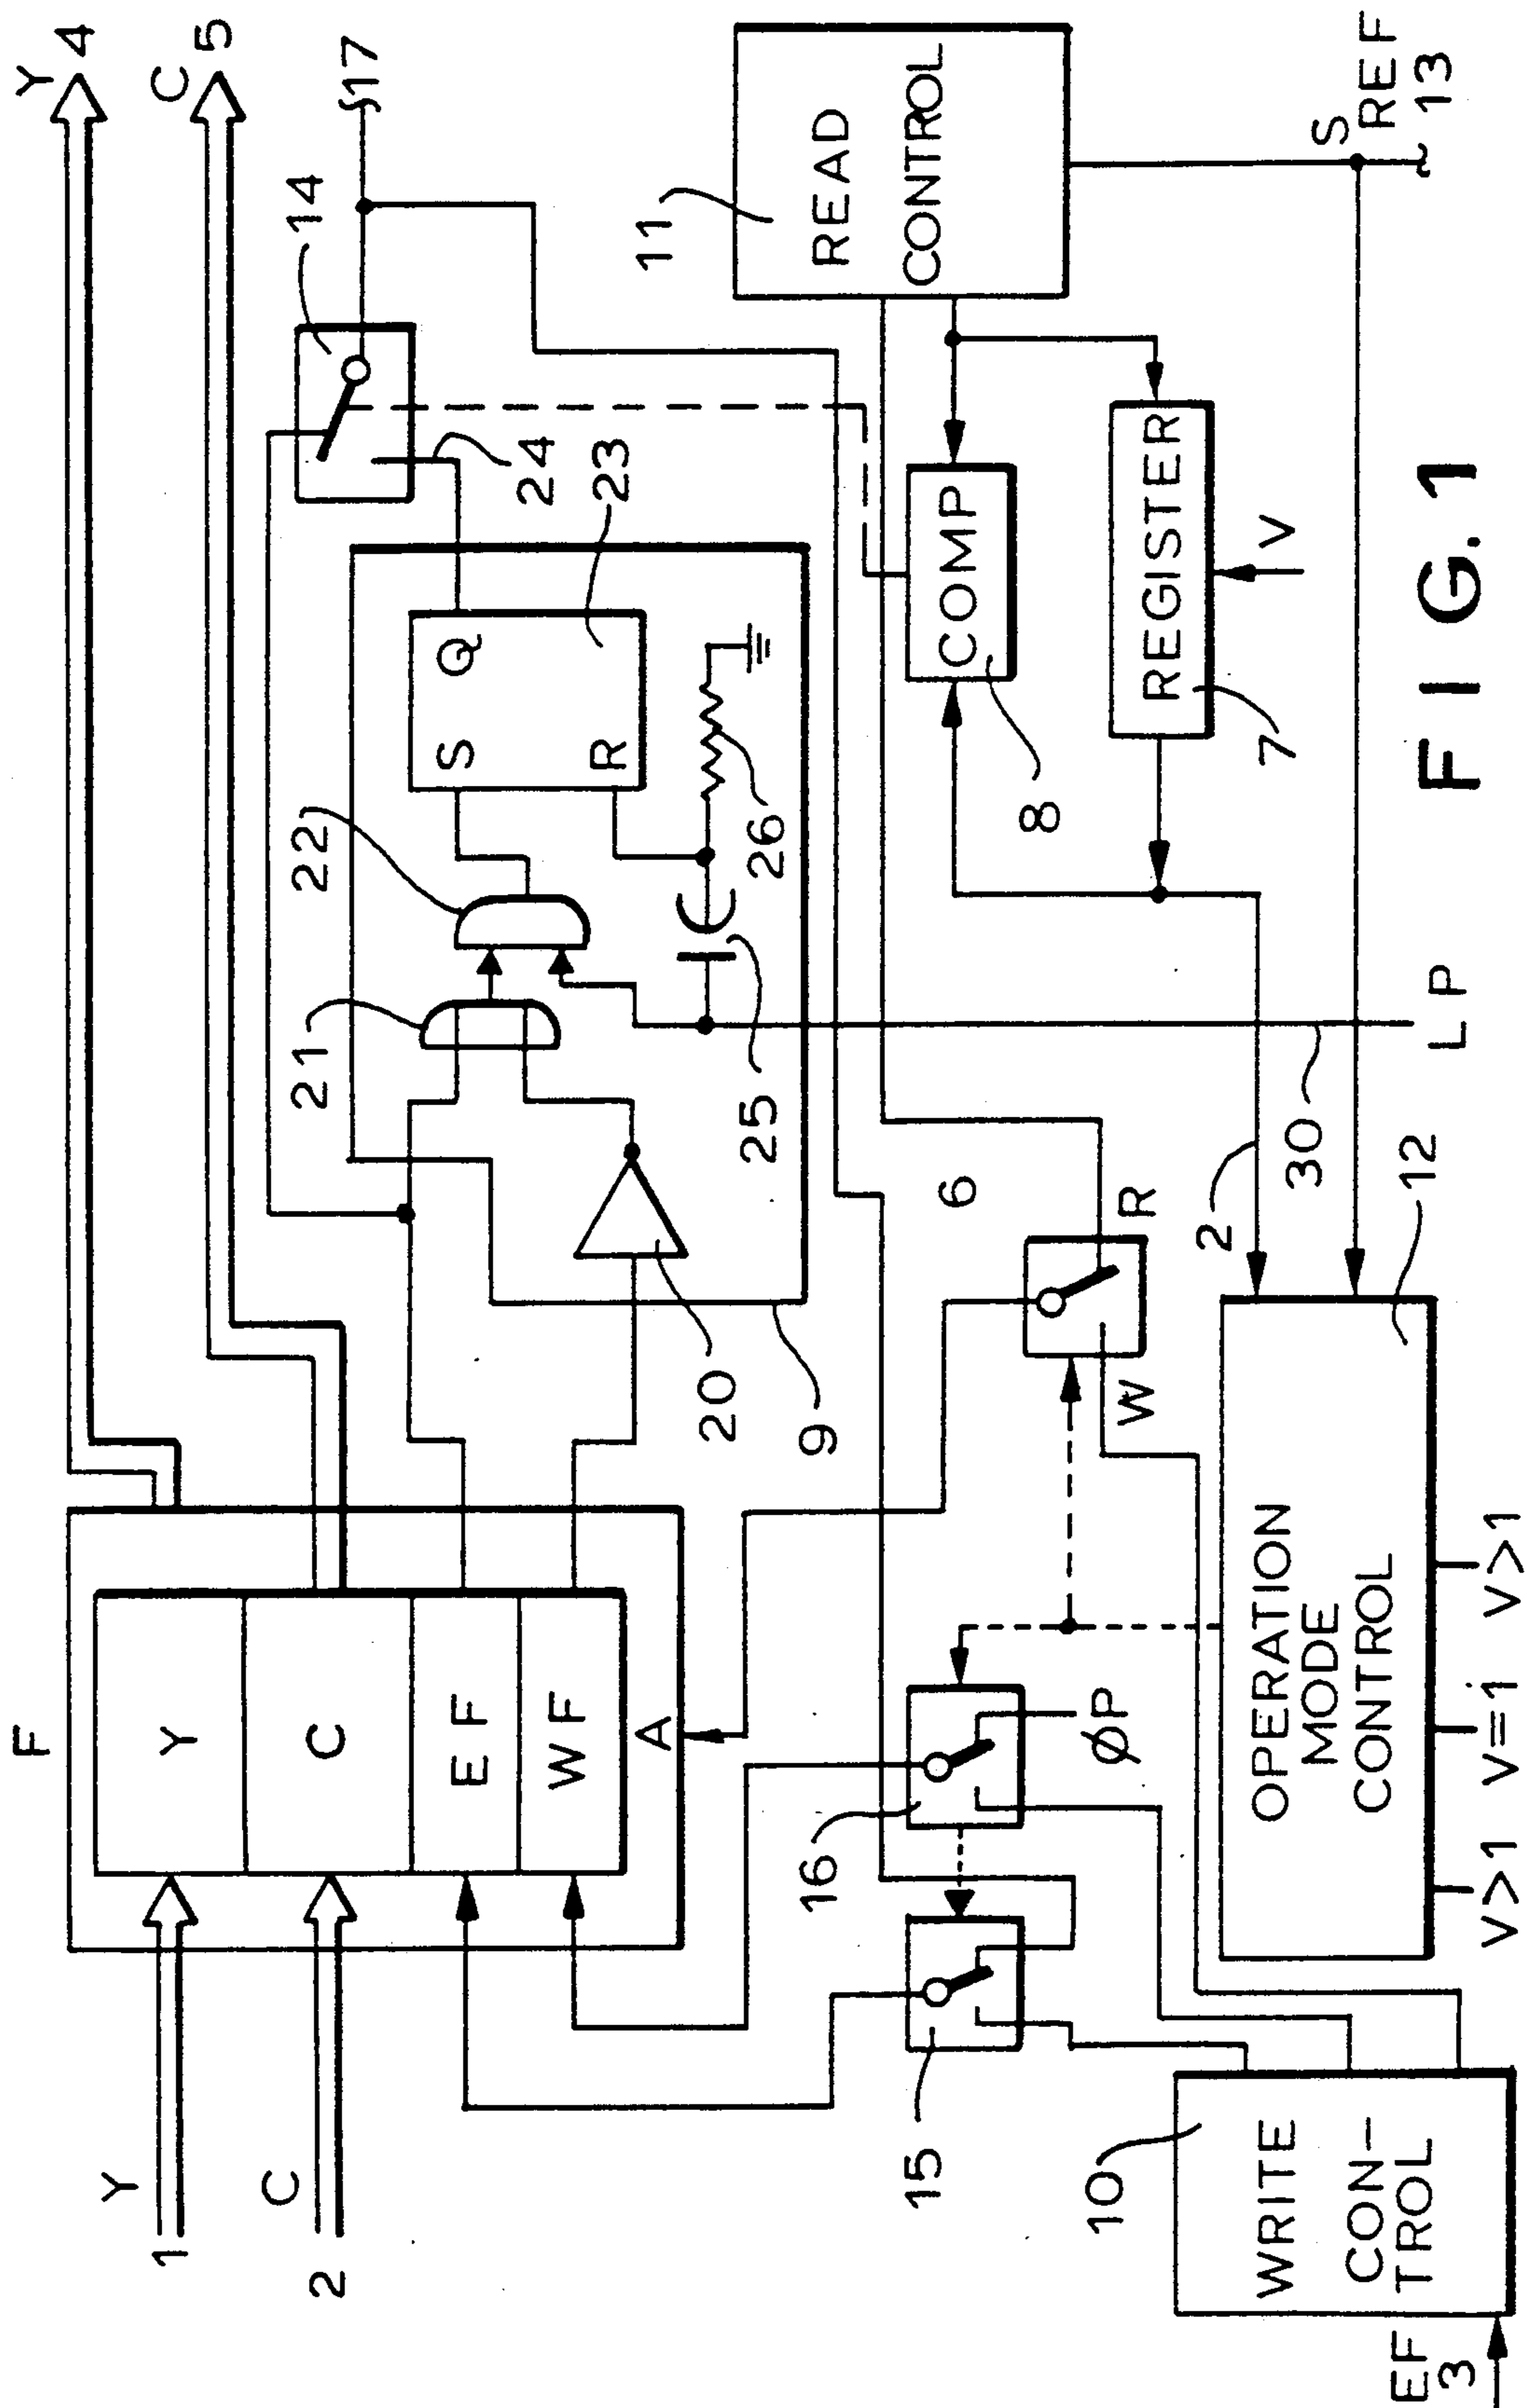 Y 4
C 5
17
14
F
Y
C
E F
W F
A
Y
1
C
2
21
22
S Q
R
23
24
25
26
20
9
11
READ
CONTROL
6
R
W
COMP
8
REGISTER
7
V
S
REF
13
16
ØP
15
2
30
LP
12
OPERATION
MODE
CONTROL
V>1 V=1 V>1
10
WRITE
CON-
TROL
EF
3
FIG. 1